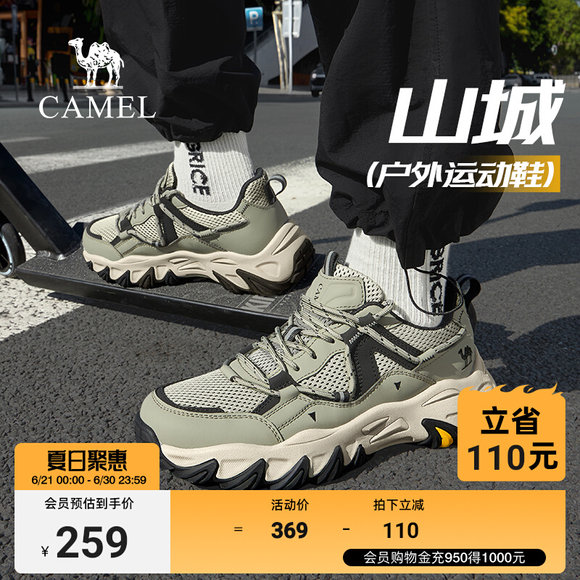 CAMEL
山城
(户外运动鞋)
BRICE
BRICE
立省
110元
夏日聚惠
6/21 00:00 - 6/30 23:59
会员预估到手价
¥259
=
活动价
369
-
拍下立减
110
会员购物金充950得1000元